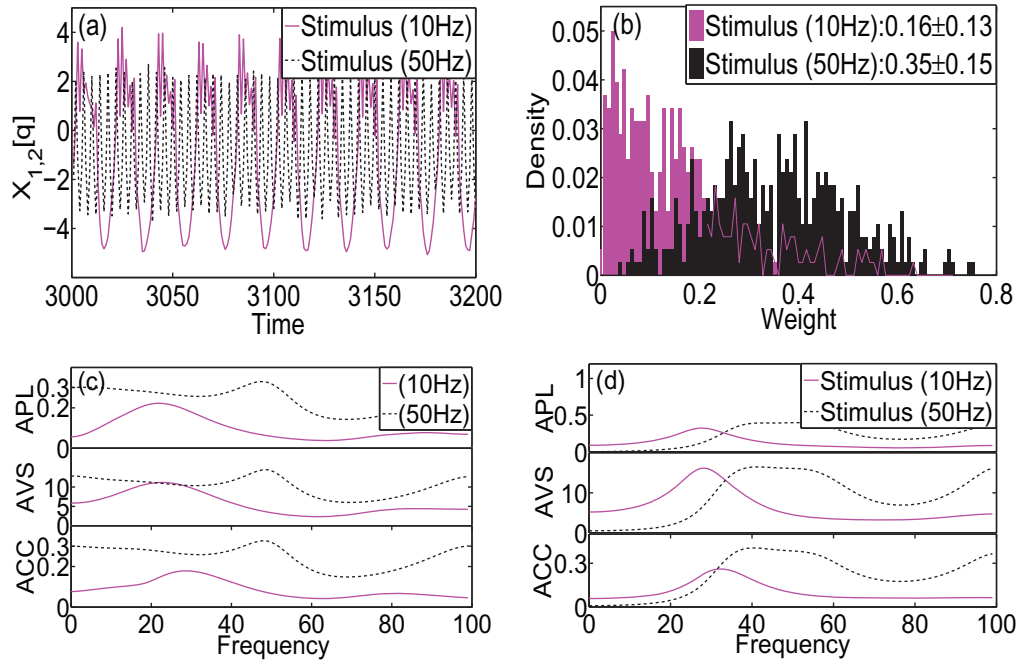 (a)
Stimulus (10Hz)
Stimulus (50Hz)
X1,2[q]
4
2
0
−2
−4
3000 3050 3100 3150 3200
Time
(b)
Stimulus (10Hz):0.16±0.13
Stimulus (50Hz):0.35±0.15
Density
0.05
0.04
0.03
0.02
0.01
0
0 0.2 0.4 0.6 0.8
Weight
(c)
(10Hz)
(50Hz)
APL
0.3
0.2
0
AVS
10
5
0
ACC
0.3
0.2
0
0 20 40 60 80 100
Frequency
(d)
Stimulus (10Hz)
Stimulus (50Hz)
APL
1
0.5
0
AVS
10
0
ACC
0.3
0
0 20 40 60 80 100
Frequency